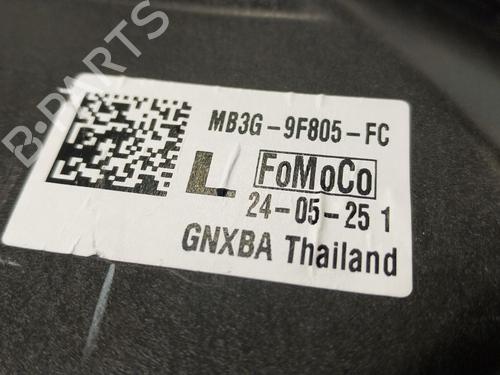 B-PARTS
MB3G-9F805-FC
L FoMoCo
24-05-25 1
GNXBA Thailand